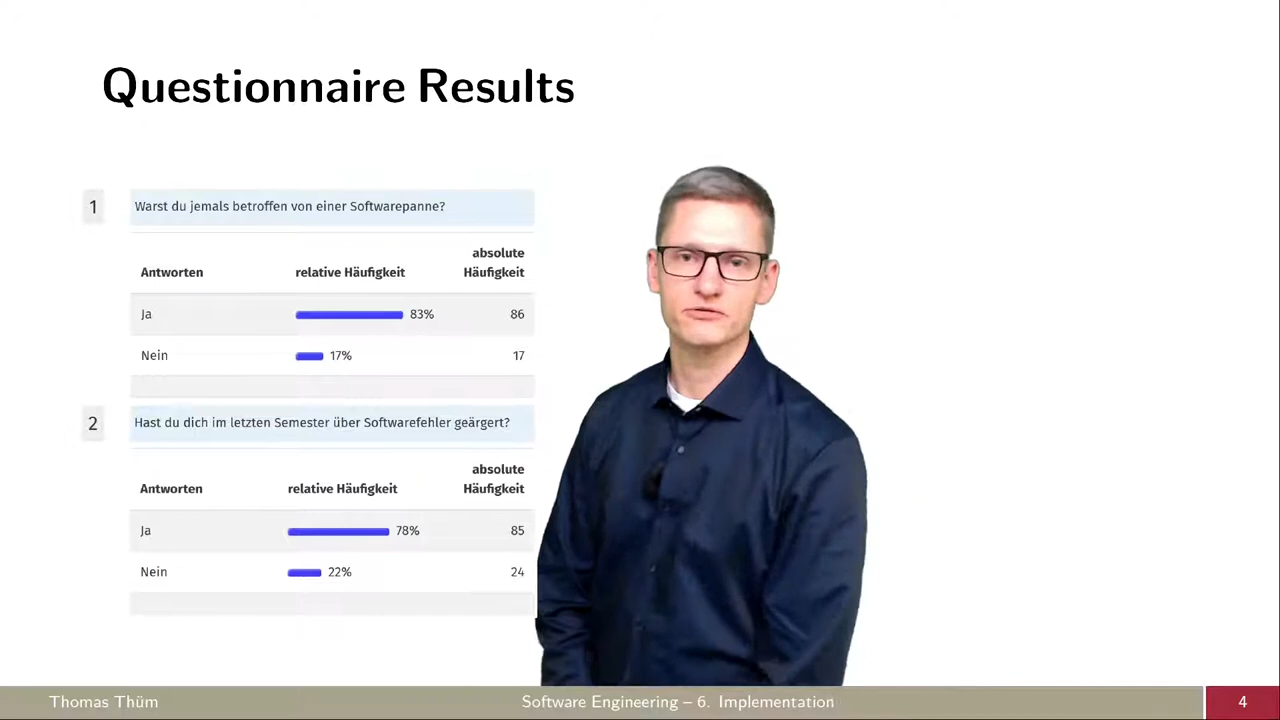 Questionnaire Results
1
Warst du jemals betroffen von einer Softwarepanne?
absolute
Antworten relative Häufigkeit Häufigkeit
Ja 83% 86
Nein 17% 17
2
Hast du dich im letzten Semester über Softwarefehler geärgert?
absolute
Antworten relative Häufigkeit Häufigkeit
Ja 78% 85
Nein 22% 24
Thomas Thüm
Software Engineering – 6. Implementation
4